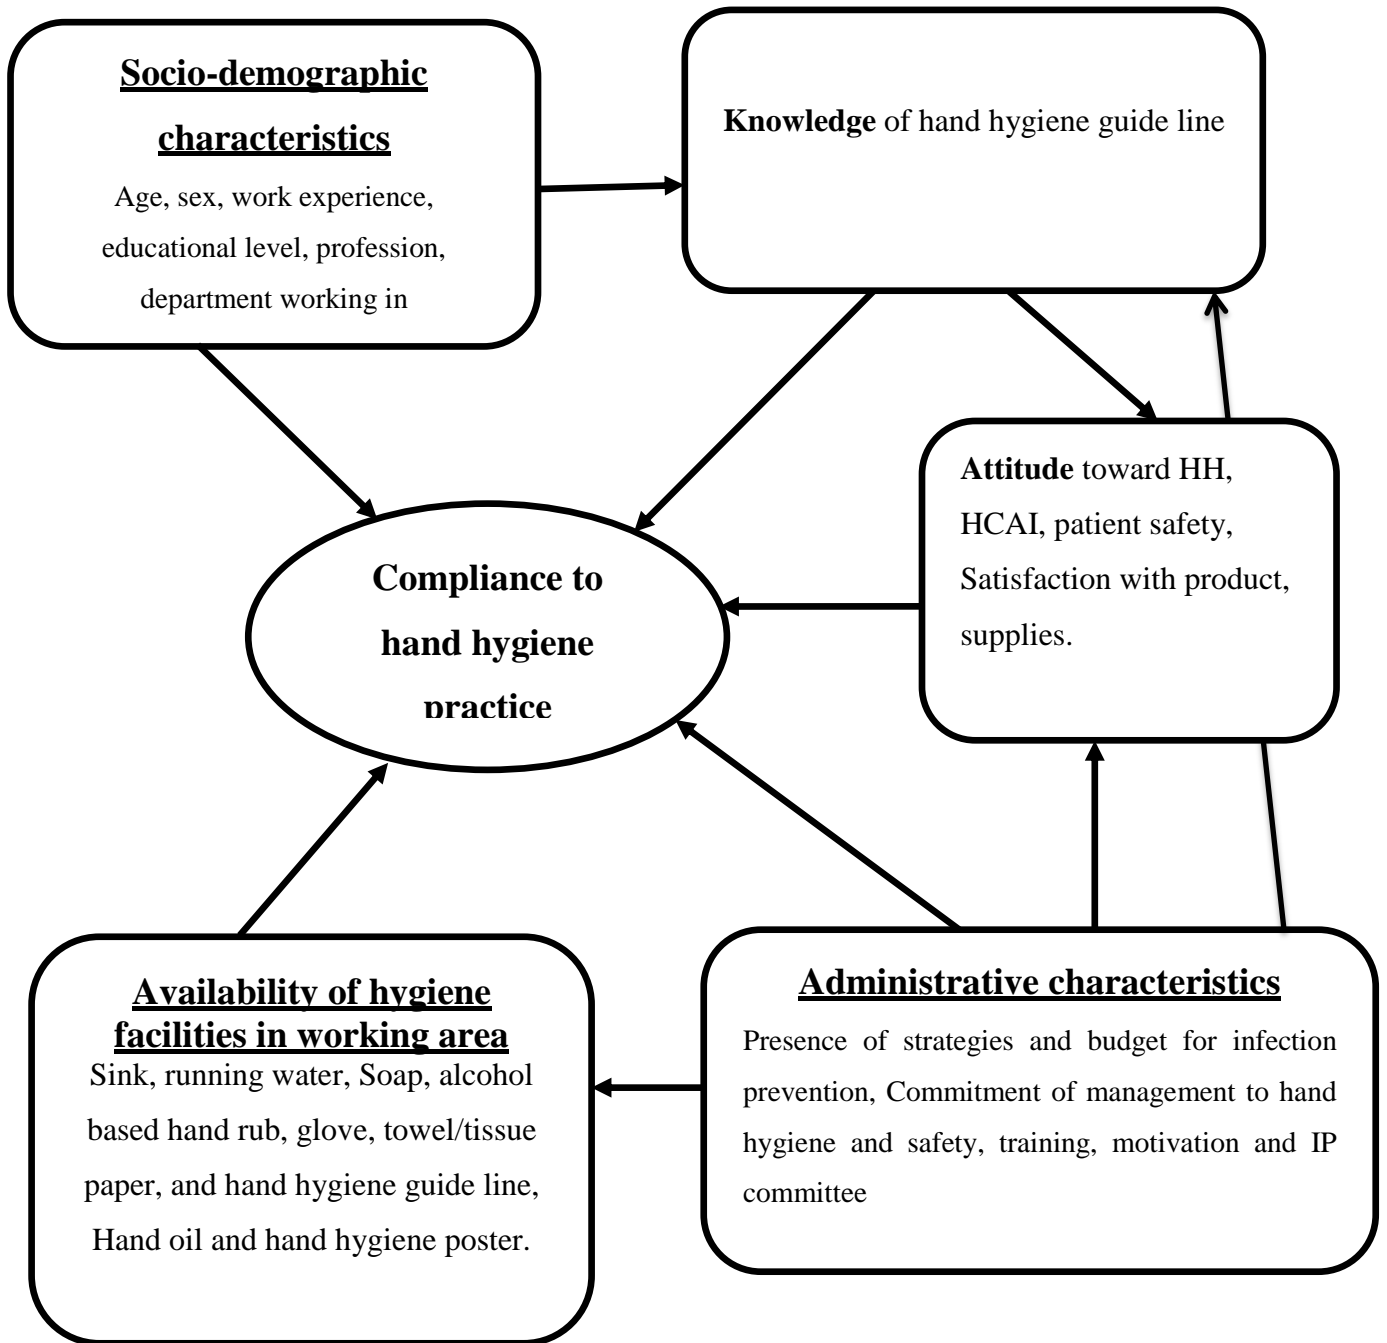 Socio-demographic
characteristics
Age, sex, work experience,
educational level, profession,
department working in
Knowledge of hand hygiene guide line
Attitude toward HH,
HCAI, patient safety,
Satisfaction with product,
supplies.
Compliance to
hand hygiene
practice
Availability of hygiene
facilities in working area
Sink, running water, Soap, alcohol
based hand rub, glove, towel/tissue
paper, and hand hygiene guide line,
Hand oil and hand hygiene poster.
Administrative characteristics
Presence of strategies and budget for infection
prevention, Commitment of management to hand
hygiene and safety, training, motivation and IP
committee